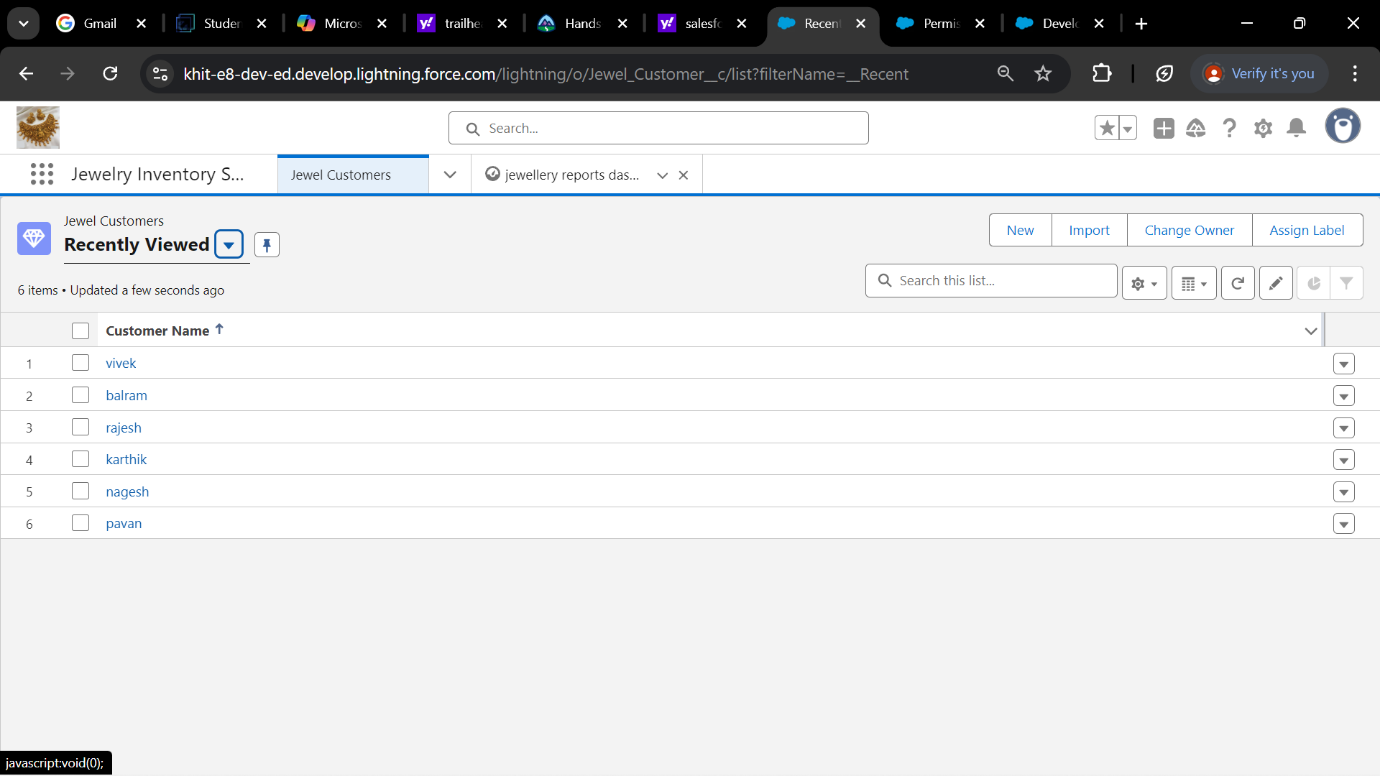 Gmail
Studer
Micros
trailhe
Hands
salesfo
Recent
Permis
Develo
khit-e8-dev-ed.develop.lightning.force.com/lightning/o/Jewel_Customer__c/list?filterName=__Recent
Verify it's you
Search...
Jewelry Inventory S...
Jewel Customers
jewellery reports das...
Jewel Customers
Recently Viewed
New
Import
Change Owner
Assign Label
6 items • Updated a few seconds ago
Search this list...
Customer Name
1 vivek
2 balram
3 rajesh
4 karthik
5 nagesh
6 pavan
javascript:void(0);